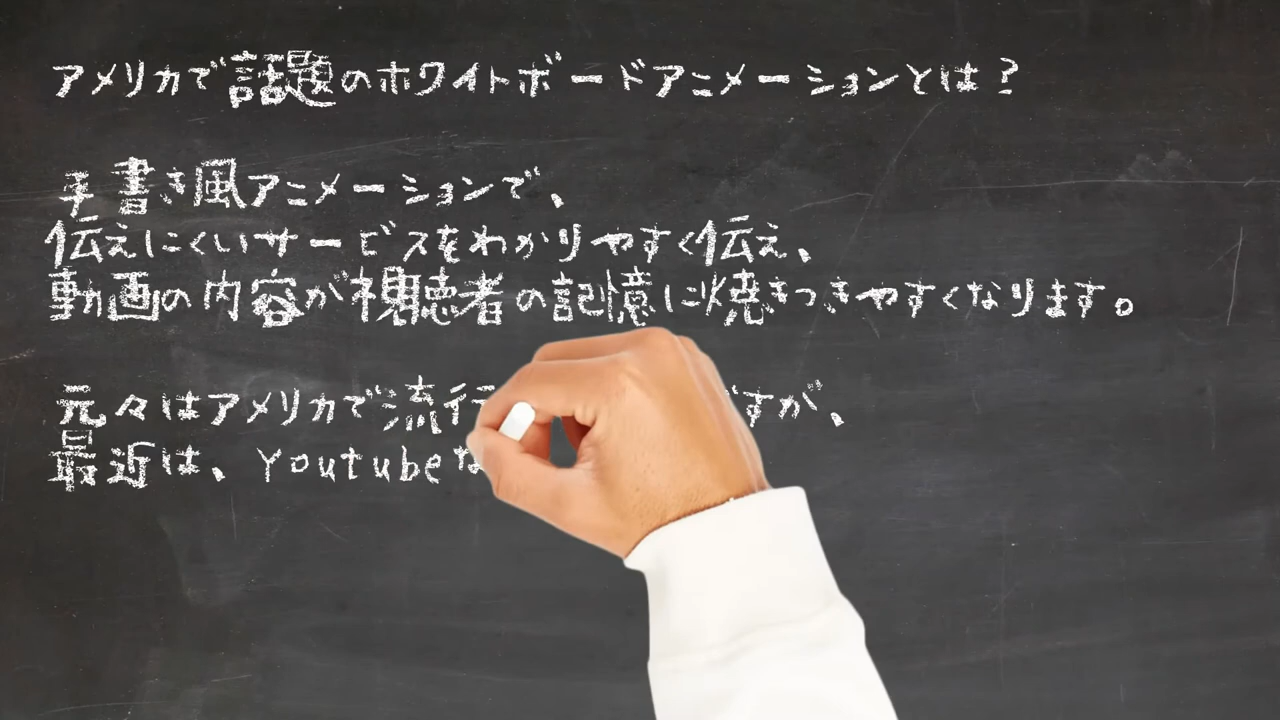 アメリカで話題のホワイトボードアニメーションとは?
手書き風アニメーションで、
伝えにくいサービスをわかりやすく伝え、
動画の内容が視聴者の記憶に焼きつきやすくなります。
元々はアメリカで流行 ですが、
最近は、Youtubeな